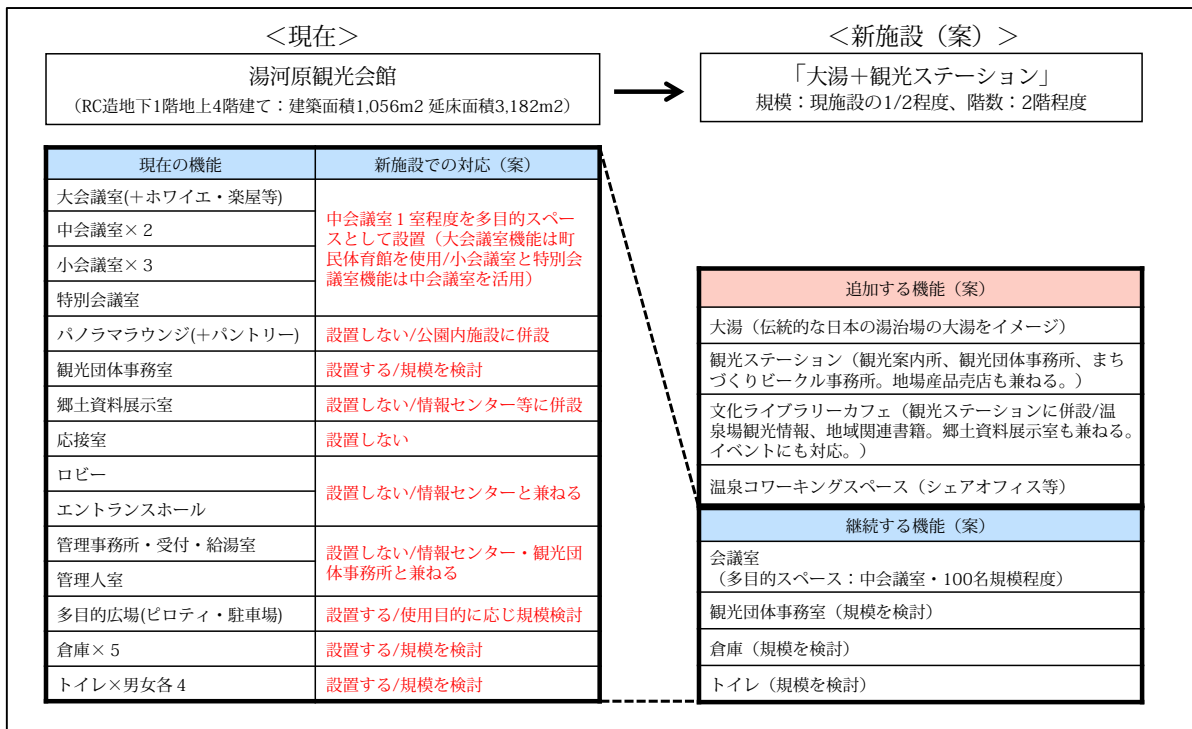 ＜現在＞
湯河原観光会館
（RC造地下1階地上4階建て：建築面積1,056m2 延床面積3,182m2）
＜新施設（案）＞
「大湯＋観光ステーション」
規模：現施設の1/2程度、階数：2階程度
現在の機能
新施設での対応（案）
大会議室(＋ホワイエ・楽屋等)
中会議室×２
小会議室×３
特別会議室
中会議室１室程度を多目的スペー
スとして設置（大会議室機能は町
民体育館を使用/小会議室と特別会
議室機能は中会議室を活用）
パノラマラウンジ(＋パントリー)
設置しない/公園内施設に併設
観光団体事務室
設置する/規模を検討
郷土資料展示室
設置しない/情報センター等に併設
応接室
設置しない
ロビー
エントランスホール
設置しない/情報センターと兼ねる
管理事務所・受付・給湯室
管理人室
設置しない/情報センター・観光団
体事務所と兼ねる
多目的広場(ピロティ・駐車場)
設置する/使用目的に応じ規模検討
倉庫×５
設置する/規模を検討
トイレ×男女各４
設置する/規模を検討
追加する機能（案）
大湯（伝統的な日本の湯治場の大湯をイメージ）
観光ステーション（観光案内所、観光団体事務所、まち
づくりビークル事務所。地場産品売店も兼ねる。）
文化ライブラリーカフェ（観光ステーションに併設/温
泉場観光情報、地域関連書籍。郷土資料展示室も兼ねる。
イベントにも対応。）
温泉コワーキングスペース（シェアオフィス等）
継続する機能（案）
会議室
（多目的スペース：中会議室・100名規模程度）
観光団体事務室（規模を検討）
倉庫（規模を検討）
トイレ（規模を検討）